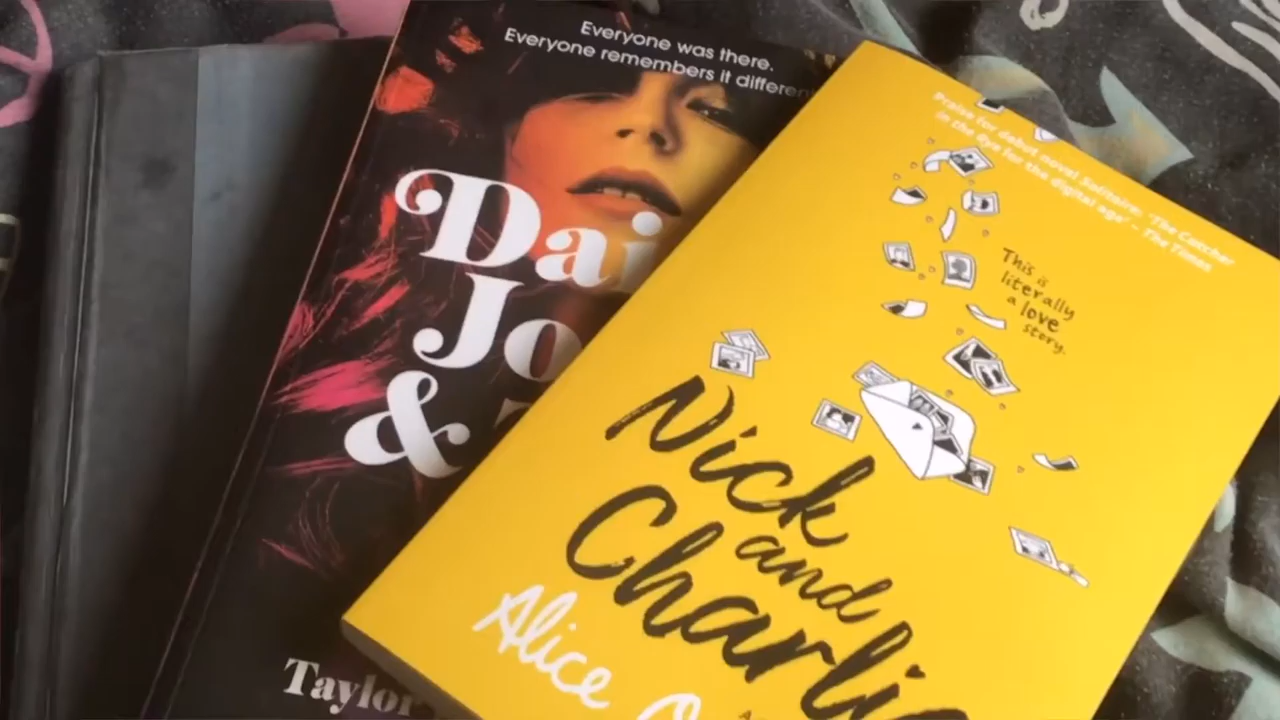 Everyone was there.
Everyone remembers it differen
Dai
Jo
&
Taylor
Praise for debut novel Solitaire: 'The Catcher
in the Rye for the digital age' – The Times
This is
literally
a love
story.
Nick
and
Charlie
Alice